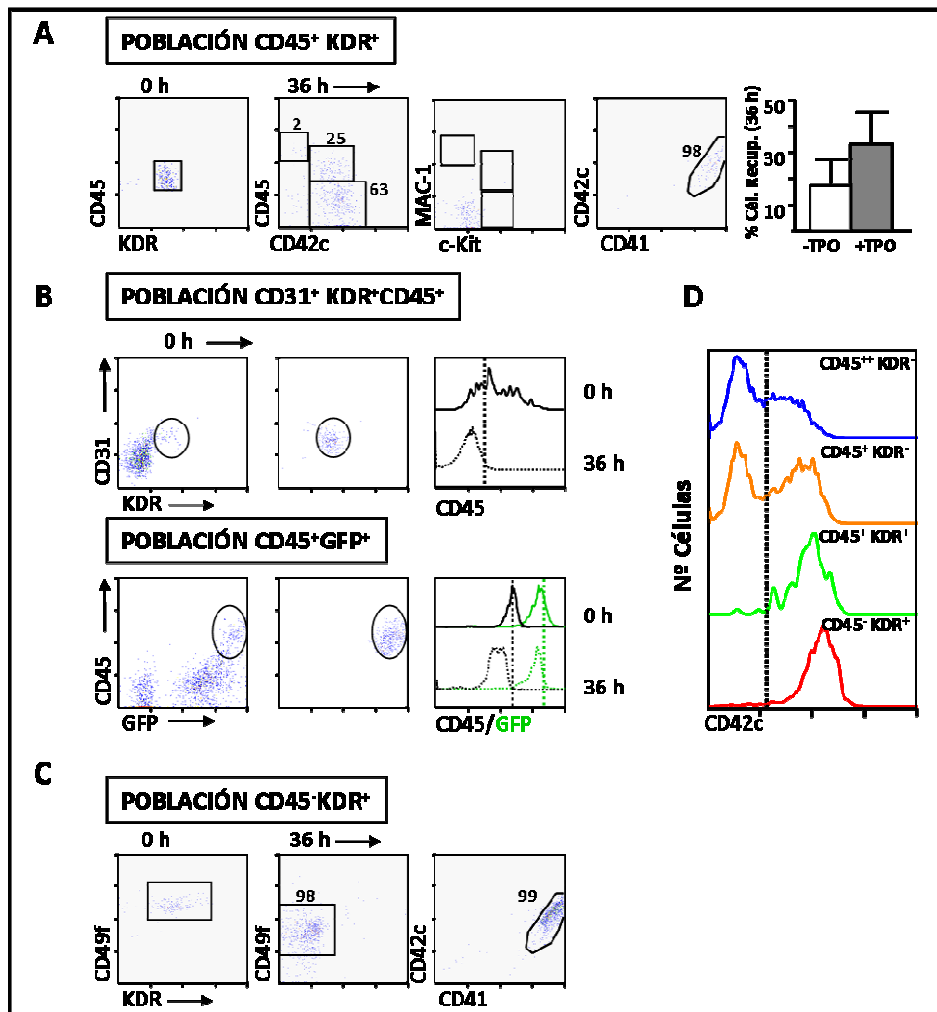 A
POBLACIÓN CD45⁺ KDR⁺
0 h
36 h
CD45
KDR
2
25
63
CD45
CD42c
MAC-1
c-Kit
98
CD42c
CD41
% Cél. Recup. (36 h)
50
30
10
-TPO
+TPO
B
POBLACIÓN CD31⁺ KDR⁺CD45⁺
0 h
CD31
KDR
0 h
36 h
CD45
POBLACIÓN CD45⁺GFP⁺
CD45
GFP
0 h
36 h
CD45/GFP
D
CD45⁺⁺ KDR⁻
CD45⁺ KDR⁻
CD45⁺ KDR⁺
CD45⁻ KDR⁺
Nº Células
CD42c
C
POBLACIÓN CD45⁻KDR⁺
0 h
36 h
CD49f
KDR
98
CD49f
99
CD42c
CD41